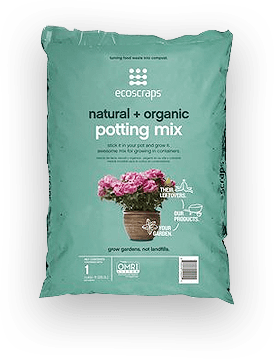 turning food waste into compost.
ecoscraps
natural + organic
potting mix
stick it in your pot and grow it
awesome mix for growing in containers.
THEIR
LEFTOVERS.
OUR
PRODUCTS.
YOUR
GARDEN.
grow gardens, not landfills.
1
OMRI
LISTED